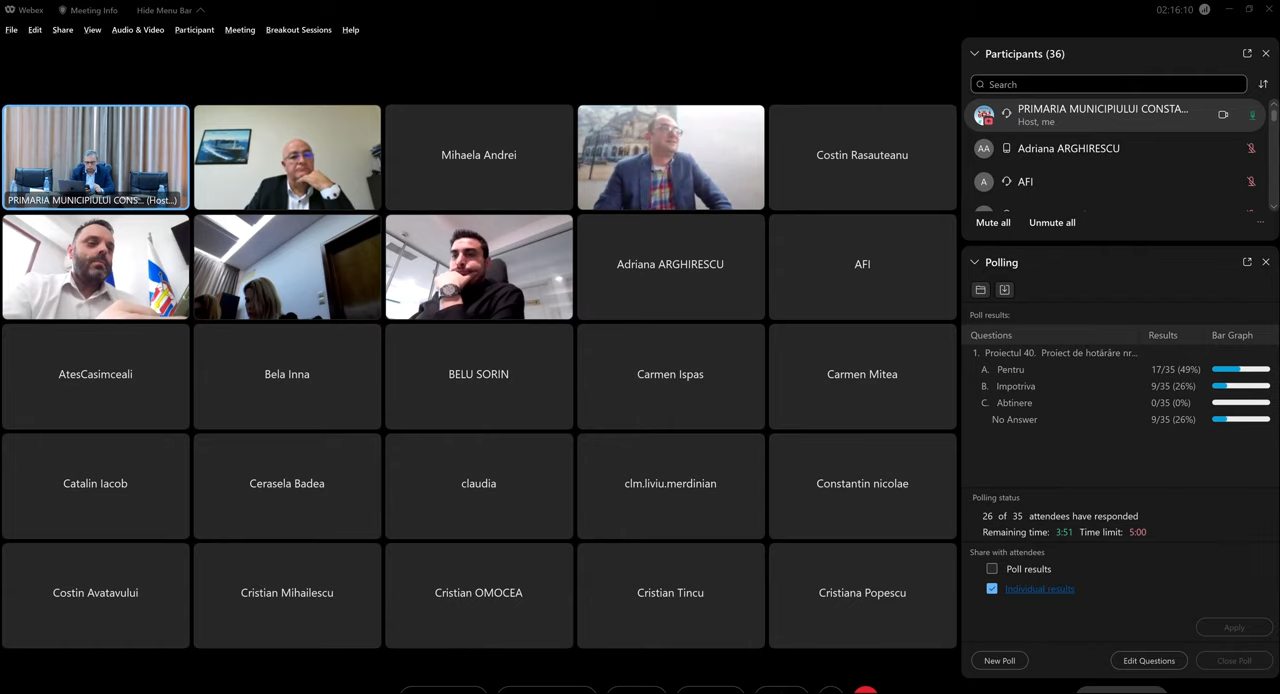 Webex Meeting Info Hide Menu Bar 02:16:10
File Edit Share View Audio & Video Participant Meeting Breakout Sessions Help
PRIMARIA MUNICIPIULUI CONS... (Host...)
Mihaela Andrei
Costin Rasauteanu
Adriana ARGHIRESCU
AFI
AtesCasimceali
Bela Inna
BELU SORIN
Carmen Ispas
Carmen Mitea
Catalin Iacob
Cerasela Badea
claudia
clm.liviu.merdinian
Constantin nicolae
Costin Avatavului
Cristian Mihailescu
Cristian OMOCEA
Cristian Tincu
Cristiana Popescu
Participants (36)
Search
PRIMARIA MUNICIPIULUI CONSTA...
Host, me
AA Adriana ARGHIRESCU
A AFI
Mute all Unmute all ...
Polling
Poll results:
Questions Results Bar Graph
1. Proiectul 40. Proiect de hotărâre nr...
A. Pentru 17/35 (49%)
B. Impotriva 9/35 (26%)
C. Abtinere 0/35 (0%)
No Answer 9/35 (26%)
Polling status
26 of 35 attendees have responded
Remaining time: 3:51 Time limit: 5:00
Share with attendees
Poll results
Individual results
Apply
New Poll Edit Questions Close Poll